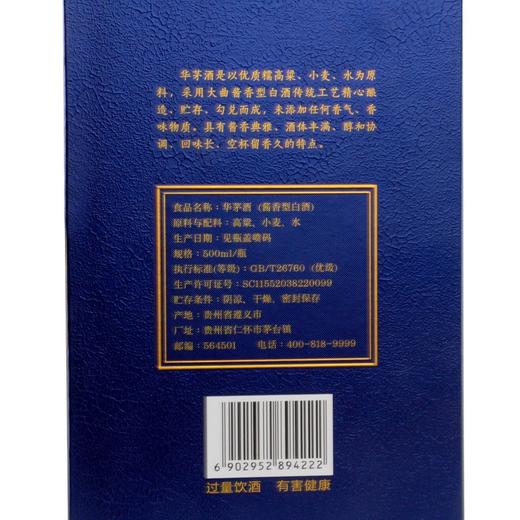 华茅酒是以优质糯高粱、小麦、水为原
料，采用大曲酱香型白酒传统工艺精心酿
造、贮存、勾兑而成，未添加任何香气、香
味物质。具有酱香典雅、酒体丰满、醇和协
调、回味长、空杯留香久的特点。
食品名称：华茅酒（酱香型白酒）
原料与配料：高粱、小麦、水
生产日期：见瓶盖喷码
规格：500ml/瓶
执行标准(等级)：GB/T26760（优级）
生产许可证号：SC11552038220099
贮存条件：阴凉、干燥、密封保存
产地：贵州省遵义市
厂址：贵州省仁怀市茅台镇
邮编：564501 电话：400-818-9999
6 902952 894222
过量饮酒 有害健康